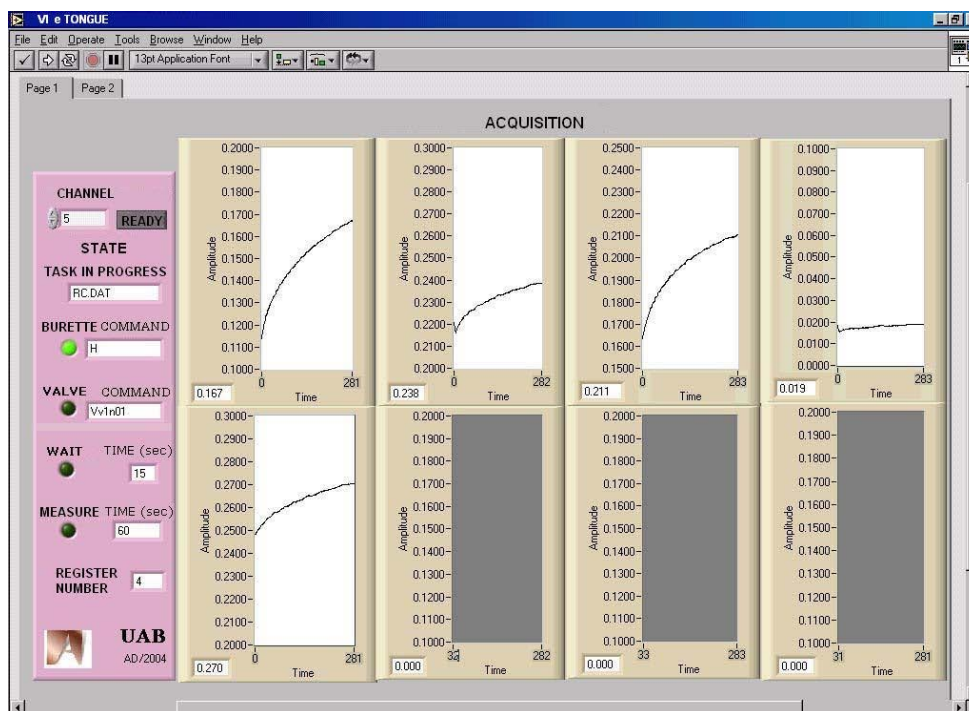 VI e TONGUE
File Edit Operate Tools Browse Window Help
13pt Application Font
1
Page 1 Page 2
ACQUISITION
CHANNEL
5 READY
STATE
TASK IN PROGRESS
RC.DAT
BURETTE COMMAND
H
VALVE COMMAND
Vv1n01
WAIT TIME (sec)
15
MEASURE TIME (sec)
60
REGISTER NUMBER 4
UAB
AD/2004
Amplitude
0.2000
0.1900
0.1800
0.1700
0.1600
0.1500
0.1400
0.1300
0.1200
0.1100
0.1000
0 281
0.167 Time
Amplitude
0.3000
0.2900
0.2800
0.2700
0.2600
0.2500
0.2400
0.2300
0.2200
0.2100
0.2000
0 282
0.238 Time
Amplitude
0.2500
0.2400
0.2300
0.2200
0.2100
0.2000
0.1900
0.1800
0.1700
0.1600
0.1500
0 283
0.211 Time
Amplitude
0.1000
0.0900
0.0800
0.0700
0.0600
0.0500
0.0400
0.0300
0.0200
0.0100
0.0000
0 283
0.019 Time
Amplitude
0.3000
0.2900
0.2800
0.2700
0.2600
0.2500
0.2400
0.2300
0.2200
0.2100
0.2000
0 281
0.270 Time
Amplitude
0.2000
0.1900
0.1800
0.1700
0.1600
0.1500
0.1400
0.1300
0.1200
0.1100
0.1000
32 282
0.000 Time
Amplitude
0.2000
0.1900
0.1800
0.1700
0.1600
0.1500
0.1400
0.1300
0.1200
0.1100
0.1000
33 283
0.000 Time
Amplitude
0.2000
0.1900
0.1800
0.1700
0.1600
0.1500
0.1400
0.1300
0.1200
0.1100
0.1000
31 281
0.000 Time